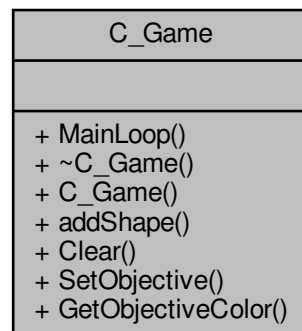 C_Game
+ MainLoop()
+ ~C_Game()
+ C_Game()
+ addShape()
+ Clear()
+ SetObjective()
+ GetObjectiveColor()